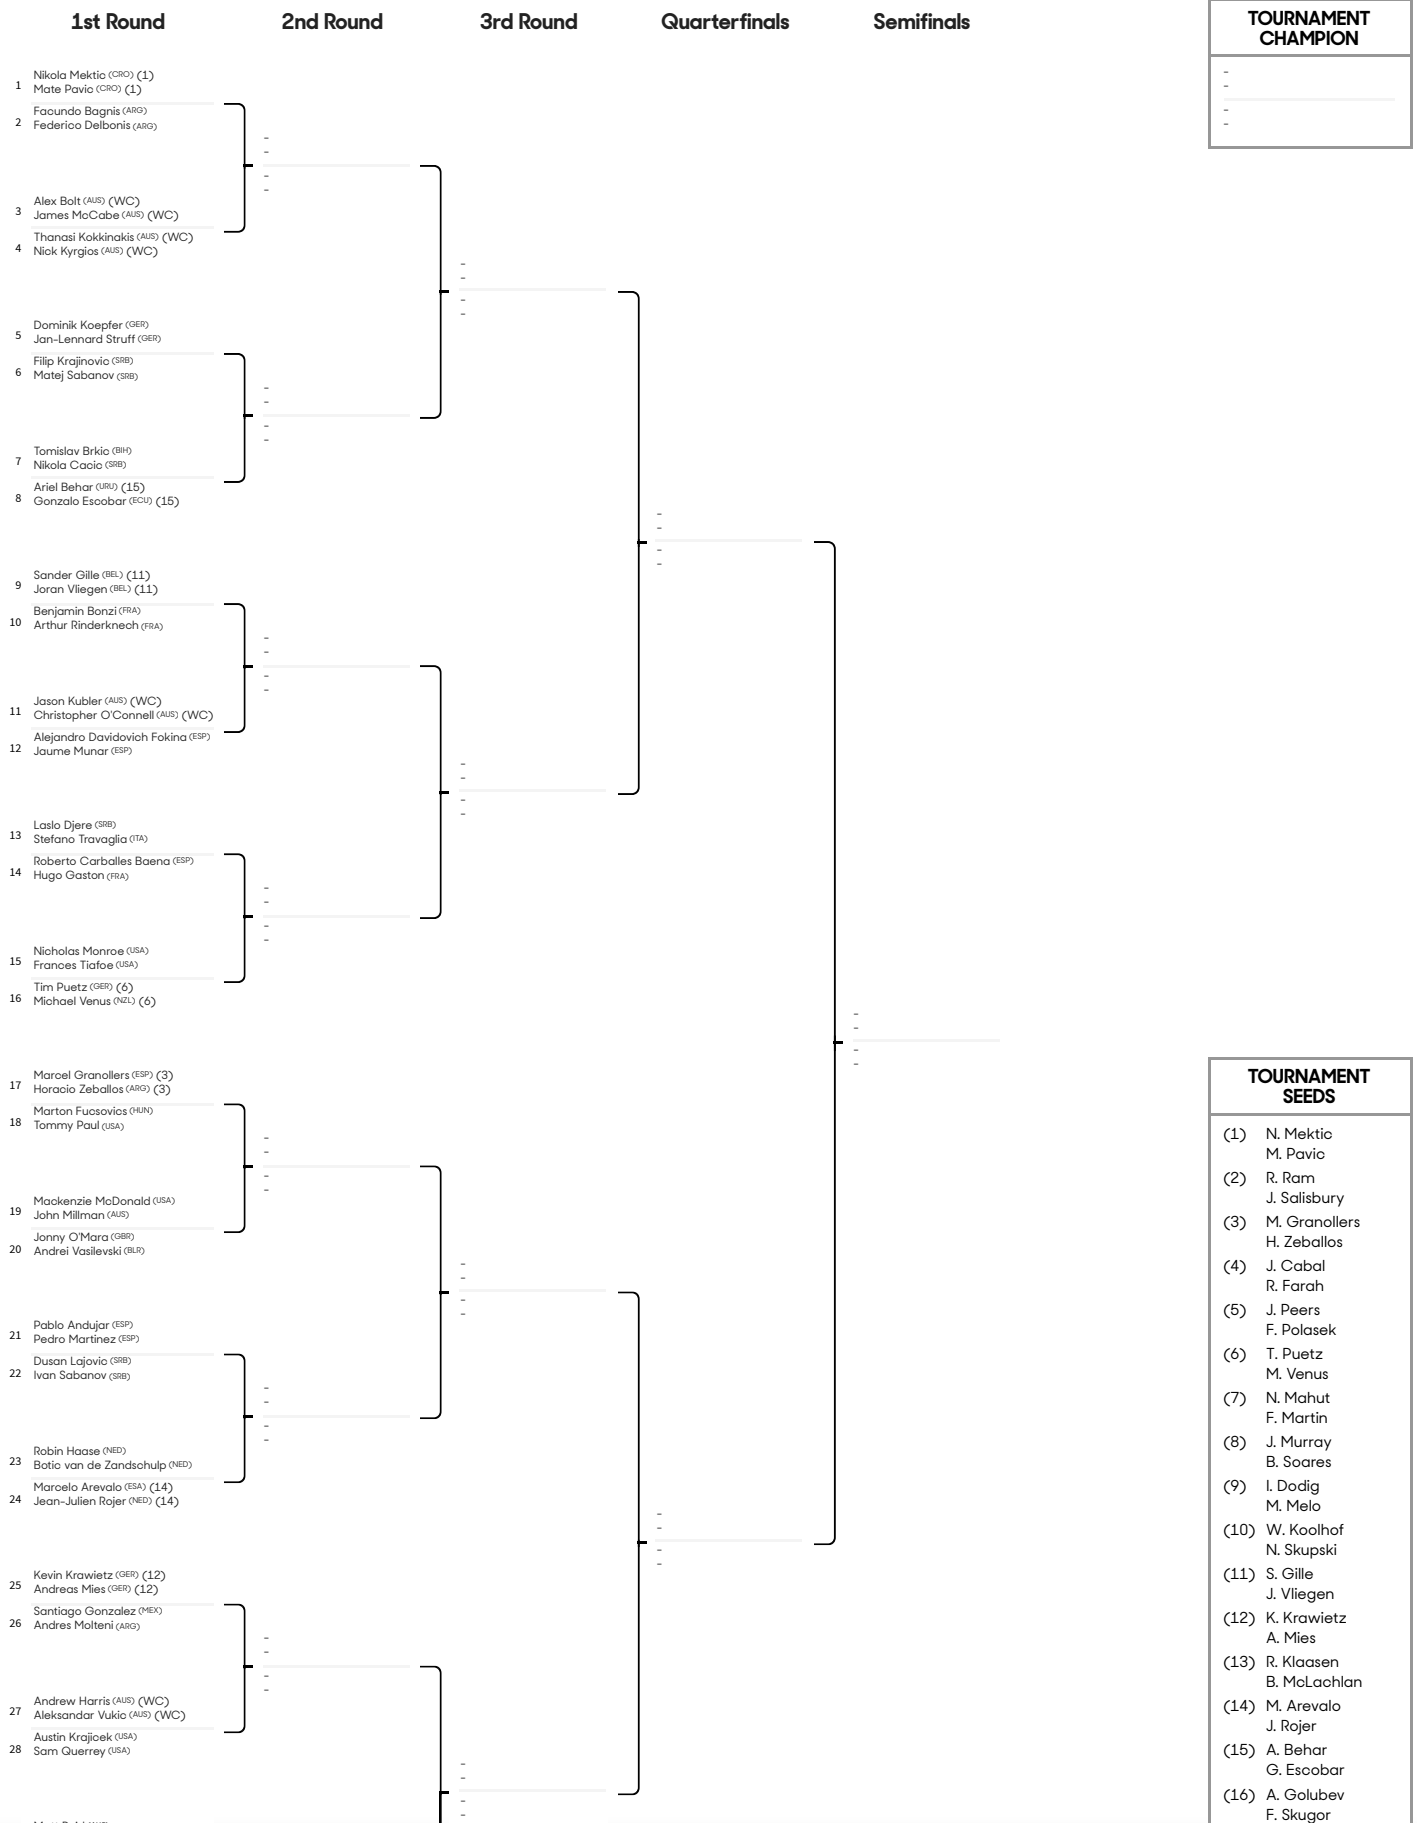 1st Round
2nd Round
3rd Round
Quarterfinals
Semifinals
TOURNAMENT
CHAMPION
-
-
-
-
1
Nikola Mektic (CRO) (1)
Mate Pavic (CRO) (1)
2
Facundo Bagnis (ARG)
Federico Delbonis (ARG)
3
Alex Bolt (AUS) (WC)
James McCabe (AUS) (WC)
4
Thanasi Kokkinakis (AUS) (WC)
Nick Kyrgios (AUS) (WC)
5
Dominik Koepfer (GER)
Jan-Lennard Struff (GER)
6
Filip Krajinovic (SRB)
Matej Sabanov (SRB)
7
Tomislav Brkic (BIH)
Nikola Cacic (SRB)
8
Ariel Behar (URU) (15)
Gonzalo Escobar (ECU) (15)
9
Sander Gille (BEL) (11)
Joran Vliegen (BEL) (11)
10
Benjamin Bonzi (FRA)
Arthur Rinderknech (FRA)
11
Jason Kubler (AUS) (WC)
Christopher O'Connell (AUS) (WC)
12
Alejandro Davidovich Fokina (ESP)
Jaume Munar (ESP)
13
Laslo Djere (SRB)
Stefano Travaglia (ITA)
14
Roberto Carballes Baena (ESP)
Hugo Gaston (FRA)
15
Nicholas Monroe (USA)
Frances Tiafoe (USA)
16
Tim Puetz (GER) (6)
Michael Venus (NZL) (6)
17
Marcel Granollers (ESP) (3)
Horacio Zeballos (ARG) (3)
18
Marton Fucsovics (HUN)
Tommy Paul (USA)
19
Mackenzie McDonald (USA)
John Millman (AUS)
20
Jonny O'Mara (GBR)
Andrei Vasilevski (BLR)
21
Pablo Andujar (ESP)
Pedro Martinez (ESP)
22
Dusan Lajovic (SRB)
Ivan Sabanov (SRB)
23
Robin Haase (NED)
Botic van de Zandschulp (NED)
24
Marcelo Arevalo (ESA) (14)
Jean-Julien Rojer (NED) (14)
25
Kevin Krawietz (GER) (12)
Andreas Mies (GER) (12)
26
Santiago Gonzalez (MEX)
Andres Molteni (ARG)
27
Andrew Harris (AUS) (WC)
Aleksandar Vukic (AUS) (WC)
28
Austin Krajicek (USA)
Sam Querrey (USA)
TOURNAMENT
SEEDS
(1) N. Mektic
M. Pavic
(2) R. Ram
J. Salisbury
(3) M. Granollers
H. Zeballos
(4) J. Cabal
R. Farah
(5) J. Peers
F. Polasek
(6) T. Puetz
M. Venus
(7) N. Mahut
F. Martin
(8) J. Murray
B. Soares
(9) I. Dodig
M. Melo
(10) W. Koolhof
N. Skupski
(11) S. Gille
J. Vliegen
(12) K. Krawietz
A. Mies
(13) R. Klaasen
B. McLachlan
(14) M. Arevalo
J. Rojer
(15) A. Behar
G. Escobar
(16) A. Golubev
F. Skugor